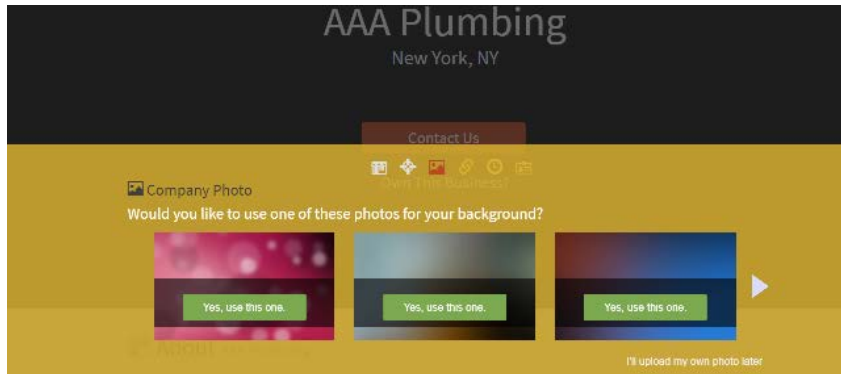 AAA Plumbing
New York, NY
Contact Us
Own This Business?
Company Photo
Would you like to use one of these photos for your background?
Yes, use this one.
Yes, use this one.
Yes, use this one.
About
I'll upload my own photo later